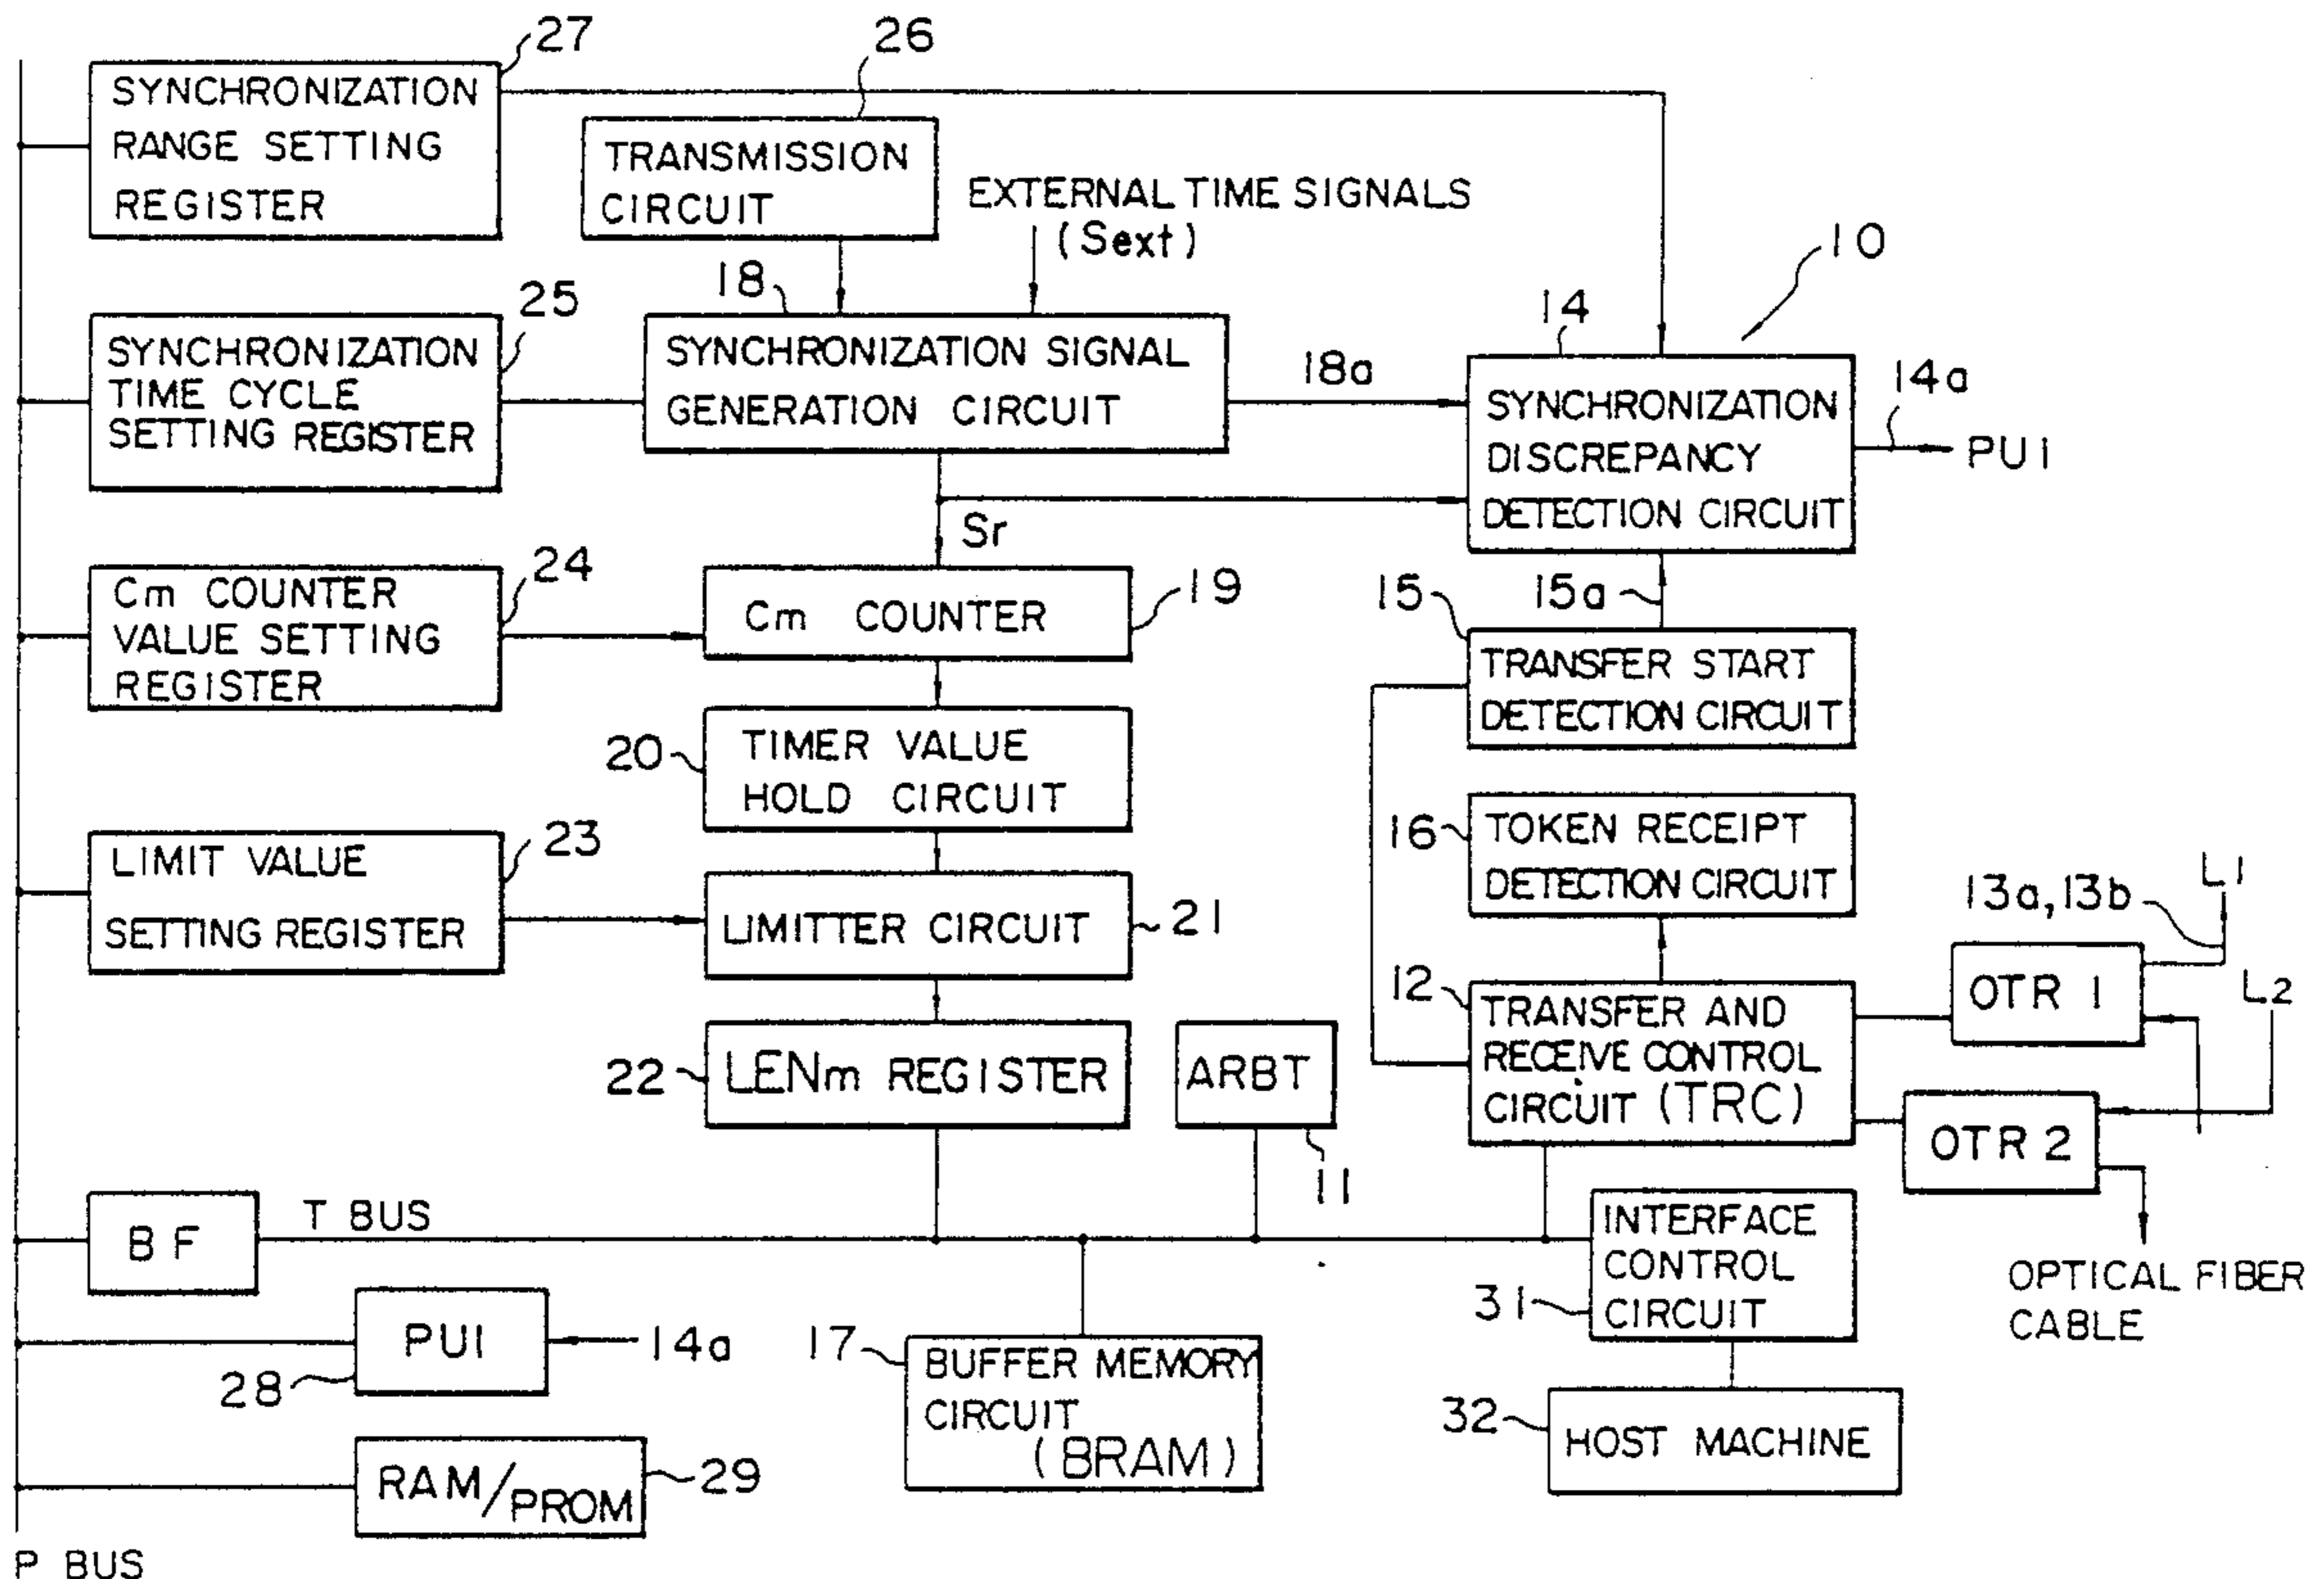 27
SYNCHRONIZATION
RANGE SETTING
REGISTER
26
TRANSMISSION
CIRCUIT
EXTERNAL TIME SIGNALS
(Sext)
10
25
SYNCHRONIZATION
TIME CYCLE
SETTING REGISTER
18
SYNCHRONIZATION SIGNAL
GENERATION CIRCUIT
18a
14
SYNCHRONIZATION
DISCREPANCY
DETECTION CIRCUIT
14a
PU1
Sr
24
Cm COUNTER
VALUE SETTING
REGISTER
Cm COUNTER
19
15
15a
TRANSFER START
DETECTION CIRCUIT
20
TIMER VALUE
HOLD CIRCUIT
16
TOKEN RECEIPT
DETECTION CIRCUIT
23
LIMIT VALUE
SETTING REGISTER
LIMITTER CIRCUIT
21
13a, 13b
L1
L2
12
TRANSFER AND
RECEIVE CONTROL
CIRCUIT (TRC)
OTR 1
OTR 2
22
LENm REGISTER
ARBT
11
BF
T BUS
INTERFACE
CONTROL
CIRCUIT
31
OPTICAL FIBER
CABLE
PU1
14a
28
17
BUFFER MEMORY
CIRCUIT
(BRAM)
32
HOST MACHINE
RAM/PROM
29
P BUS